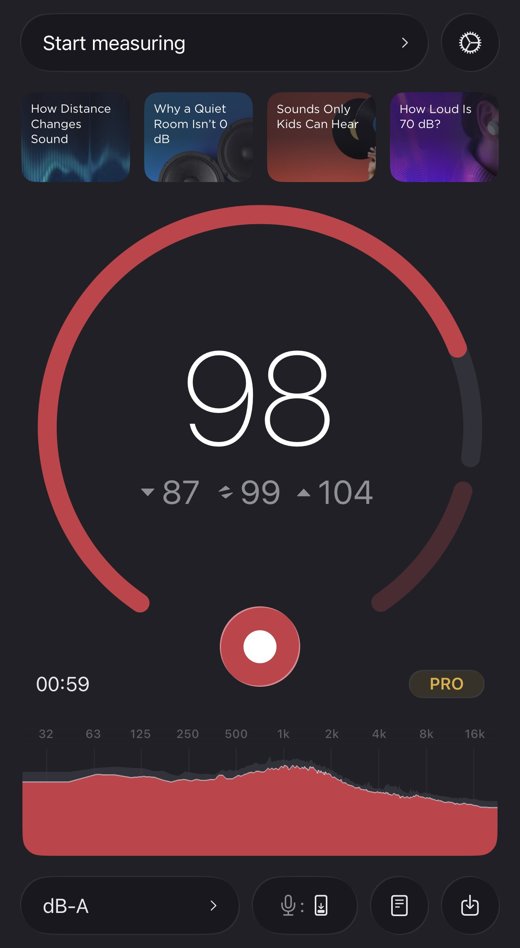 Start measuring
How Distance
Changes
Sound
Why a Quiet
Room Isn't 0
dB
Sounds Only
Kids Can Hear
How Loud Is
70 dB?
98
87 99 104
00:59
PRO
32 63 125 250 500 1k 2k 4k 8k 16k
dB-A
: